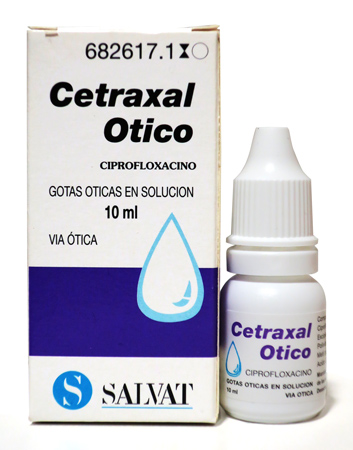 682617.1
Cetraxal
Otico
CIPROFLOXACINO
GOTAS OTICAS EN SOLUCION
10 ml
VIA ÓTICA
S SALVAT
Cetraxal
Otico
CIPROFLOXACINO
GOTAS OTICAS EN SOLUCION
10 ml
VIA OTICA